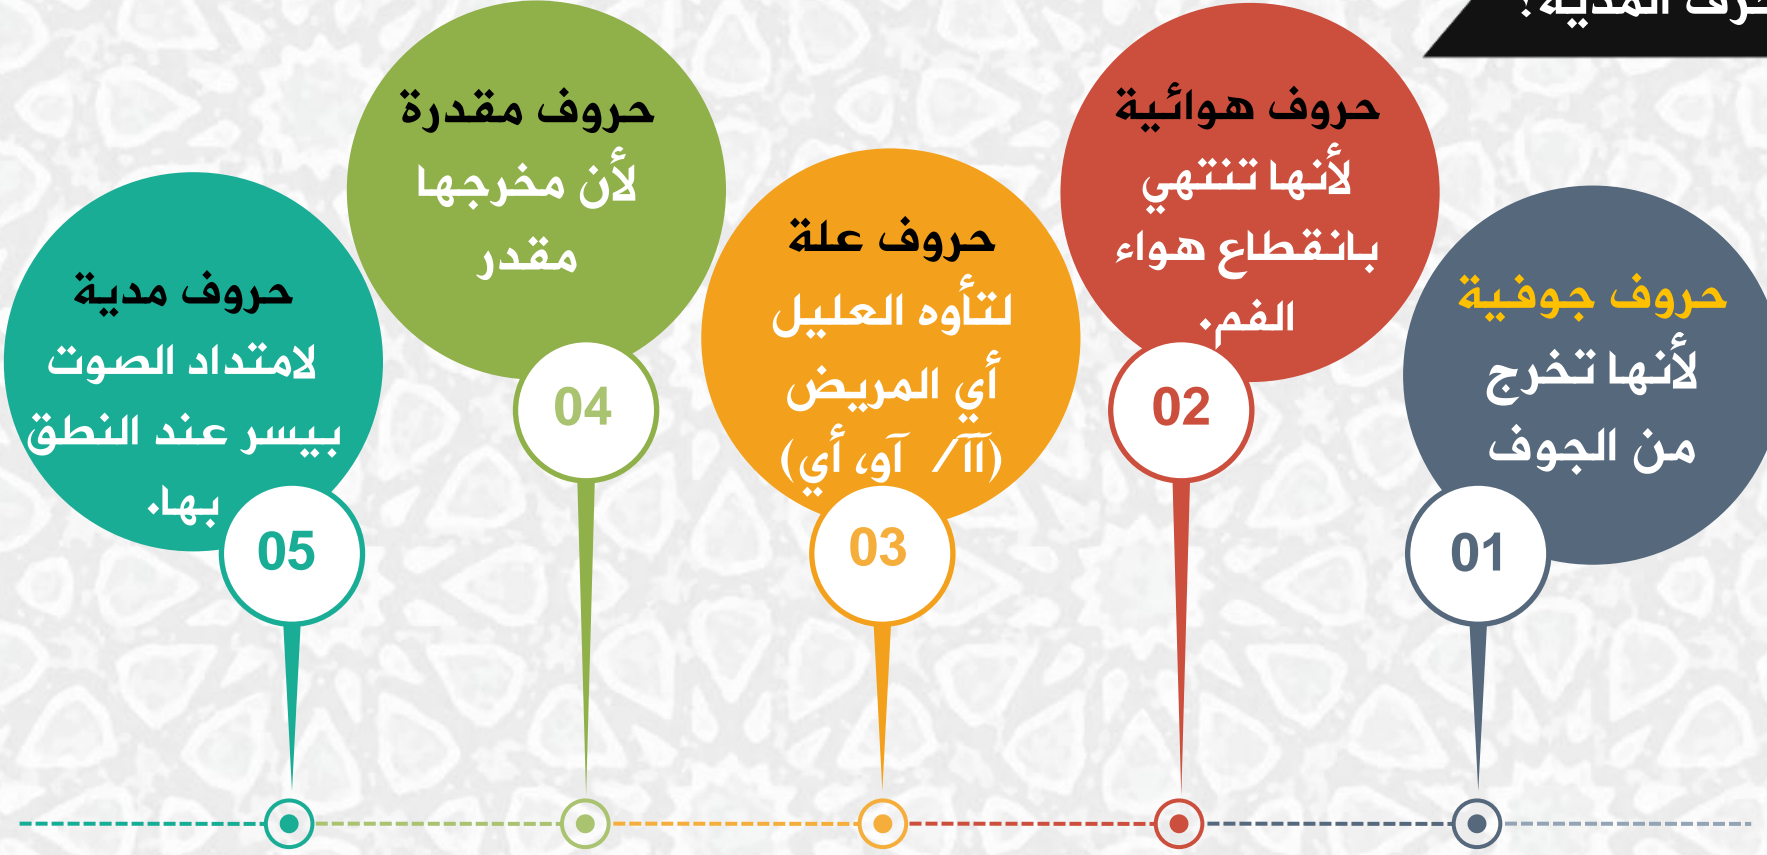 المدية؟
حروف جوفية
لأنها تخرج
من الجوف
01
حروف هوائية
لأنها تنتهي
بانقطاع هواء
الفم.
02
حروف علة
لتأوه العليل
أي المريض
(آآ/ آو، أي)
03
حروف مقدرة
لأن مخرجها
مقدر
04
حروف مدية
لامتداد الصوت
بيسر عند النطق
بها.
05